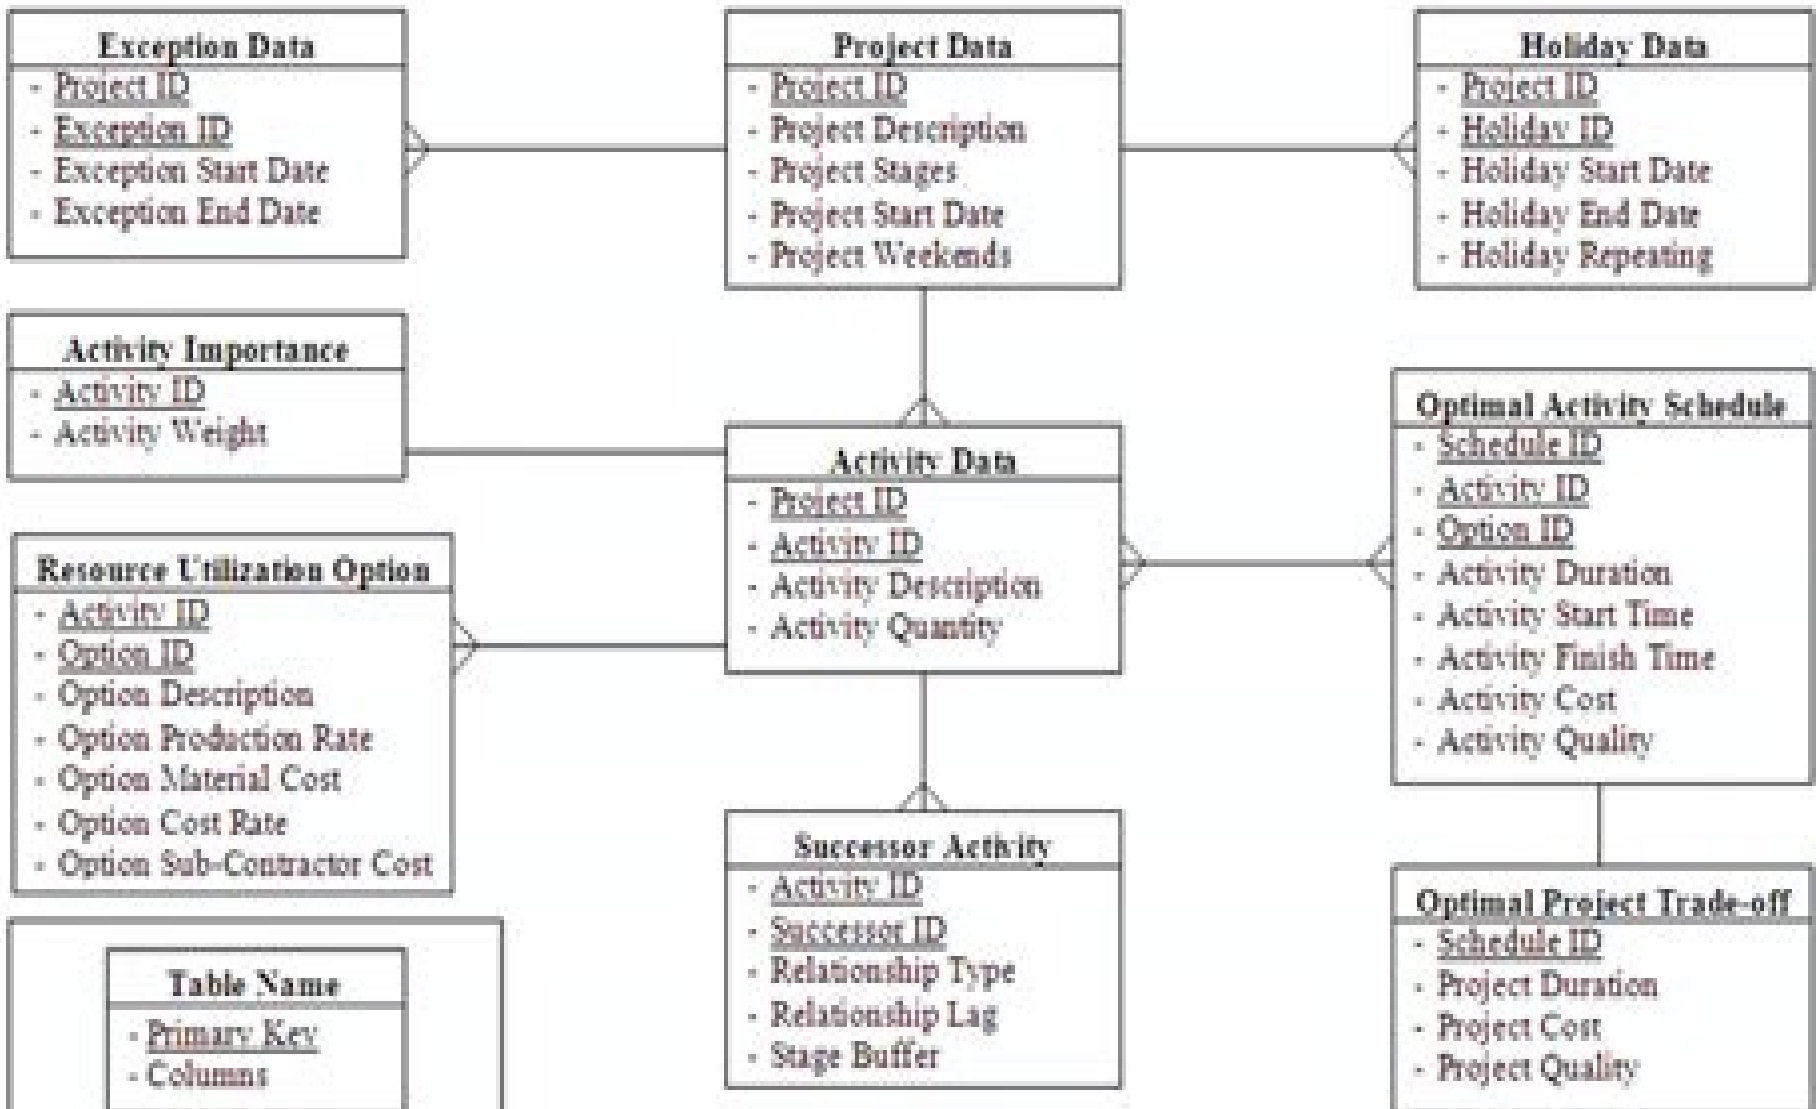 Exception Data
- Project ID
- Exception ID
- Exception Start Date
- Exception End Date
Project Data
- Project ID
- Project Description
- Project Stages
- Project Start Date
- Project Weekends
Holiday Data
- Project ID
- Holiday ID
- Holiday Start Date
- Holiday End Date
- Holiday Repeating
Activity Importance
- Activity ID
- Activity Weight
Activity Data
- Project ID
- Activity ID
- Activity Description
- Activity Quantity
Optimal Activity Schedule
- Schedule ID
- Activity ID
- Option ID
- Activity Duration
- Activity Start Time
- Activity Finish Time
- Activity Cost
- Activity Quality
Resource Utilization Option
- Activity ID
- Option ID
- Option Description
- Option Production Rate
- Option Material Cost
- Option Cost Rate
- Option Sub-Contractor Cost
Successor Activity
- Activity ID
- Successor ID
- Relationship Type
- Relationship Lag
- Stage Buffer
Optimal Project Trade-off
- Schedule ID
- Project Duration
- Project Cost
- Project Quality
Table Name
- Primary Key
- Columns